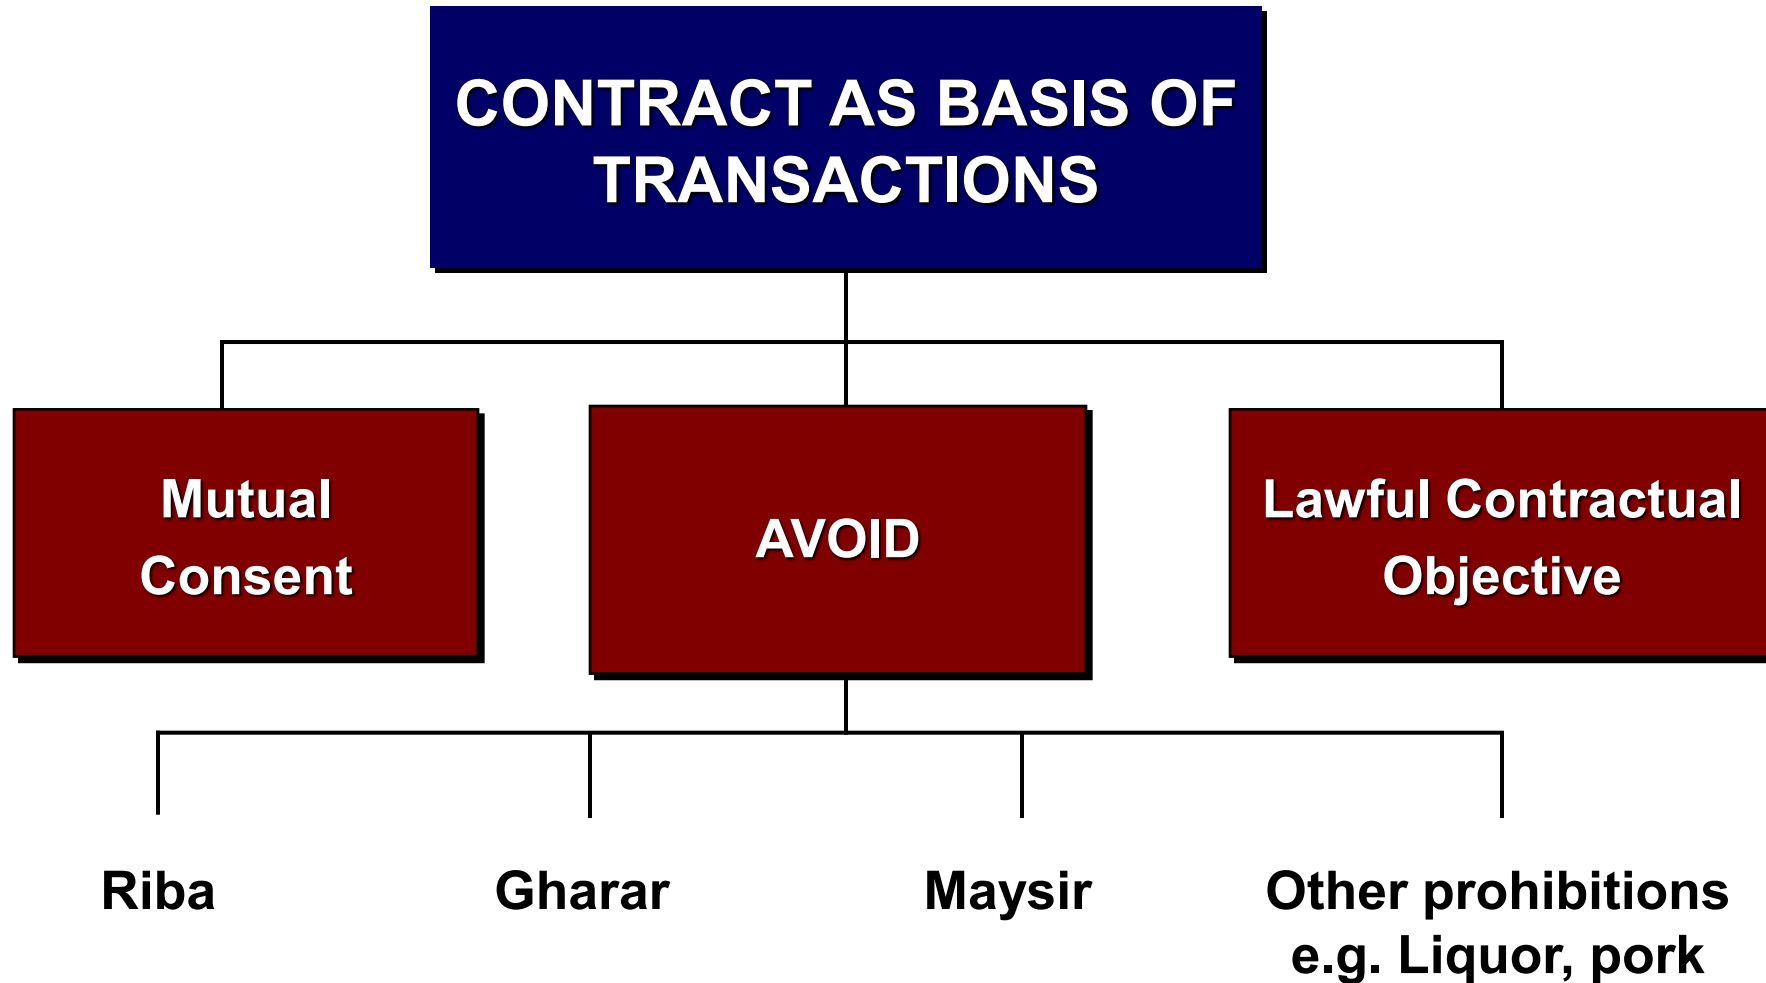 CONTRACT AS BASIS OF
TRANSACTIONS
Mutual
Consent
AVOID
Lawful Contractual
Objective
Riba
Gharar
Maysir
Other prohibitions
e.g. Liquor, pork